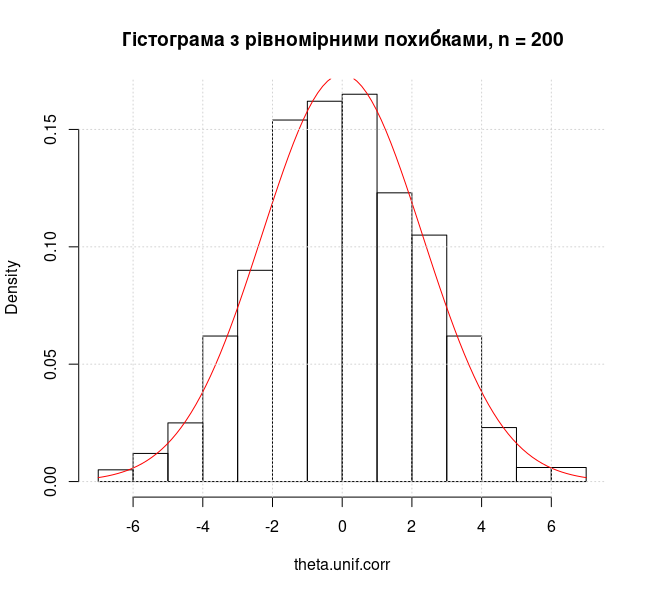 Гістограма з рівномірними похибками, n = 200
Density
0.15
0.10
0.05
0.00
-6 -4 -2 0 2 4 6
theta.unif.corr